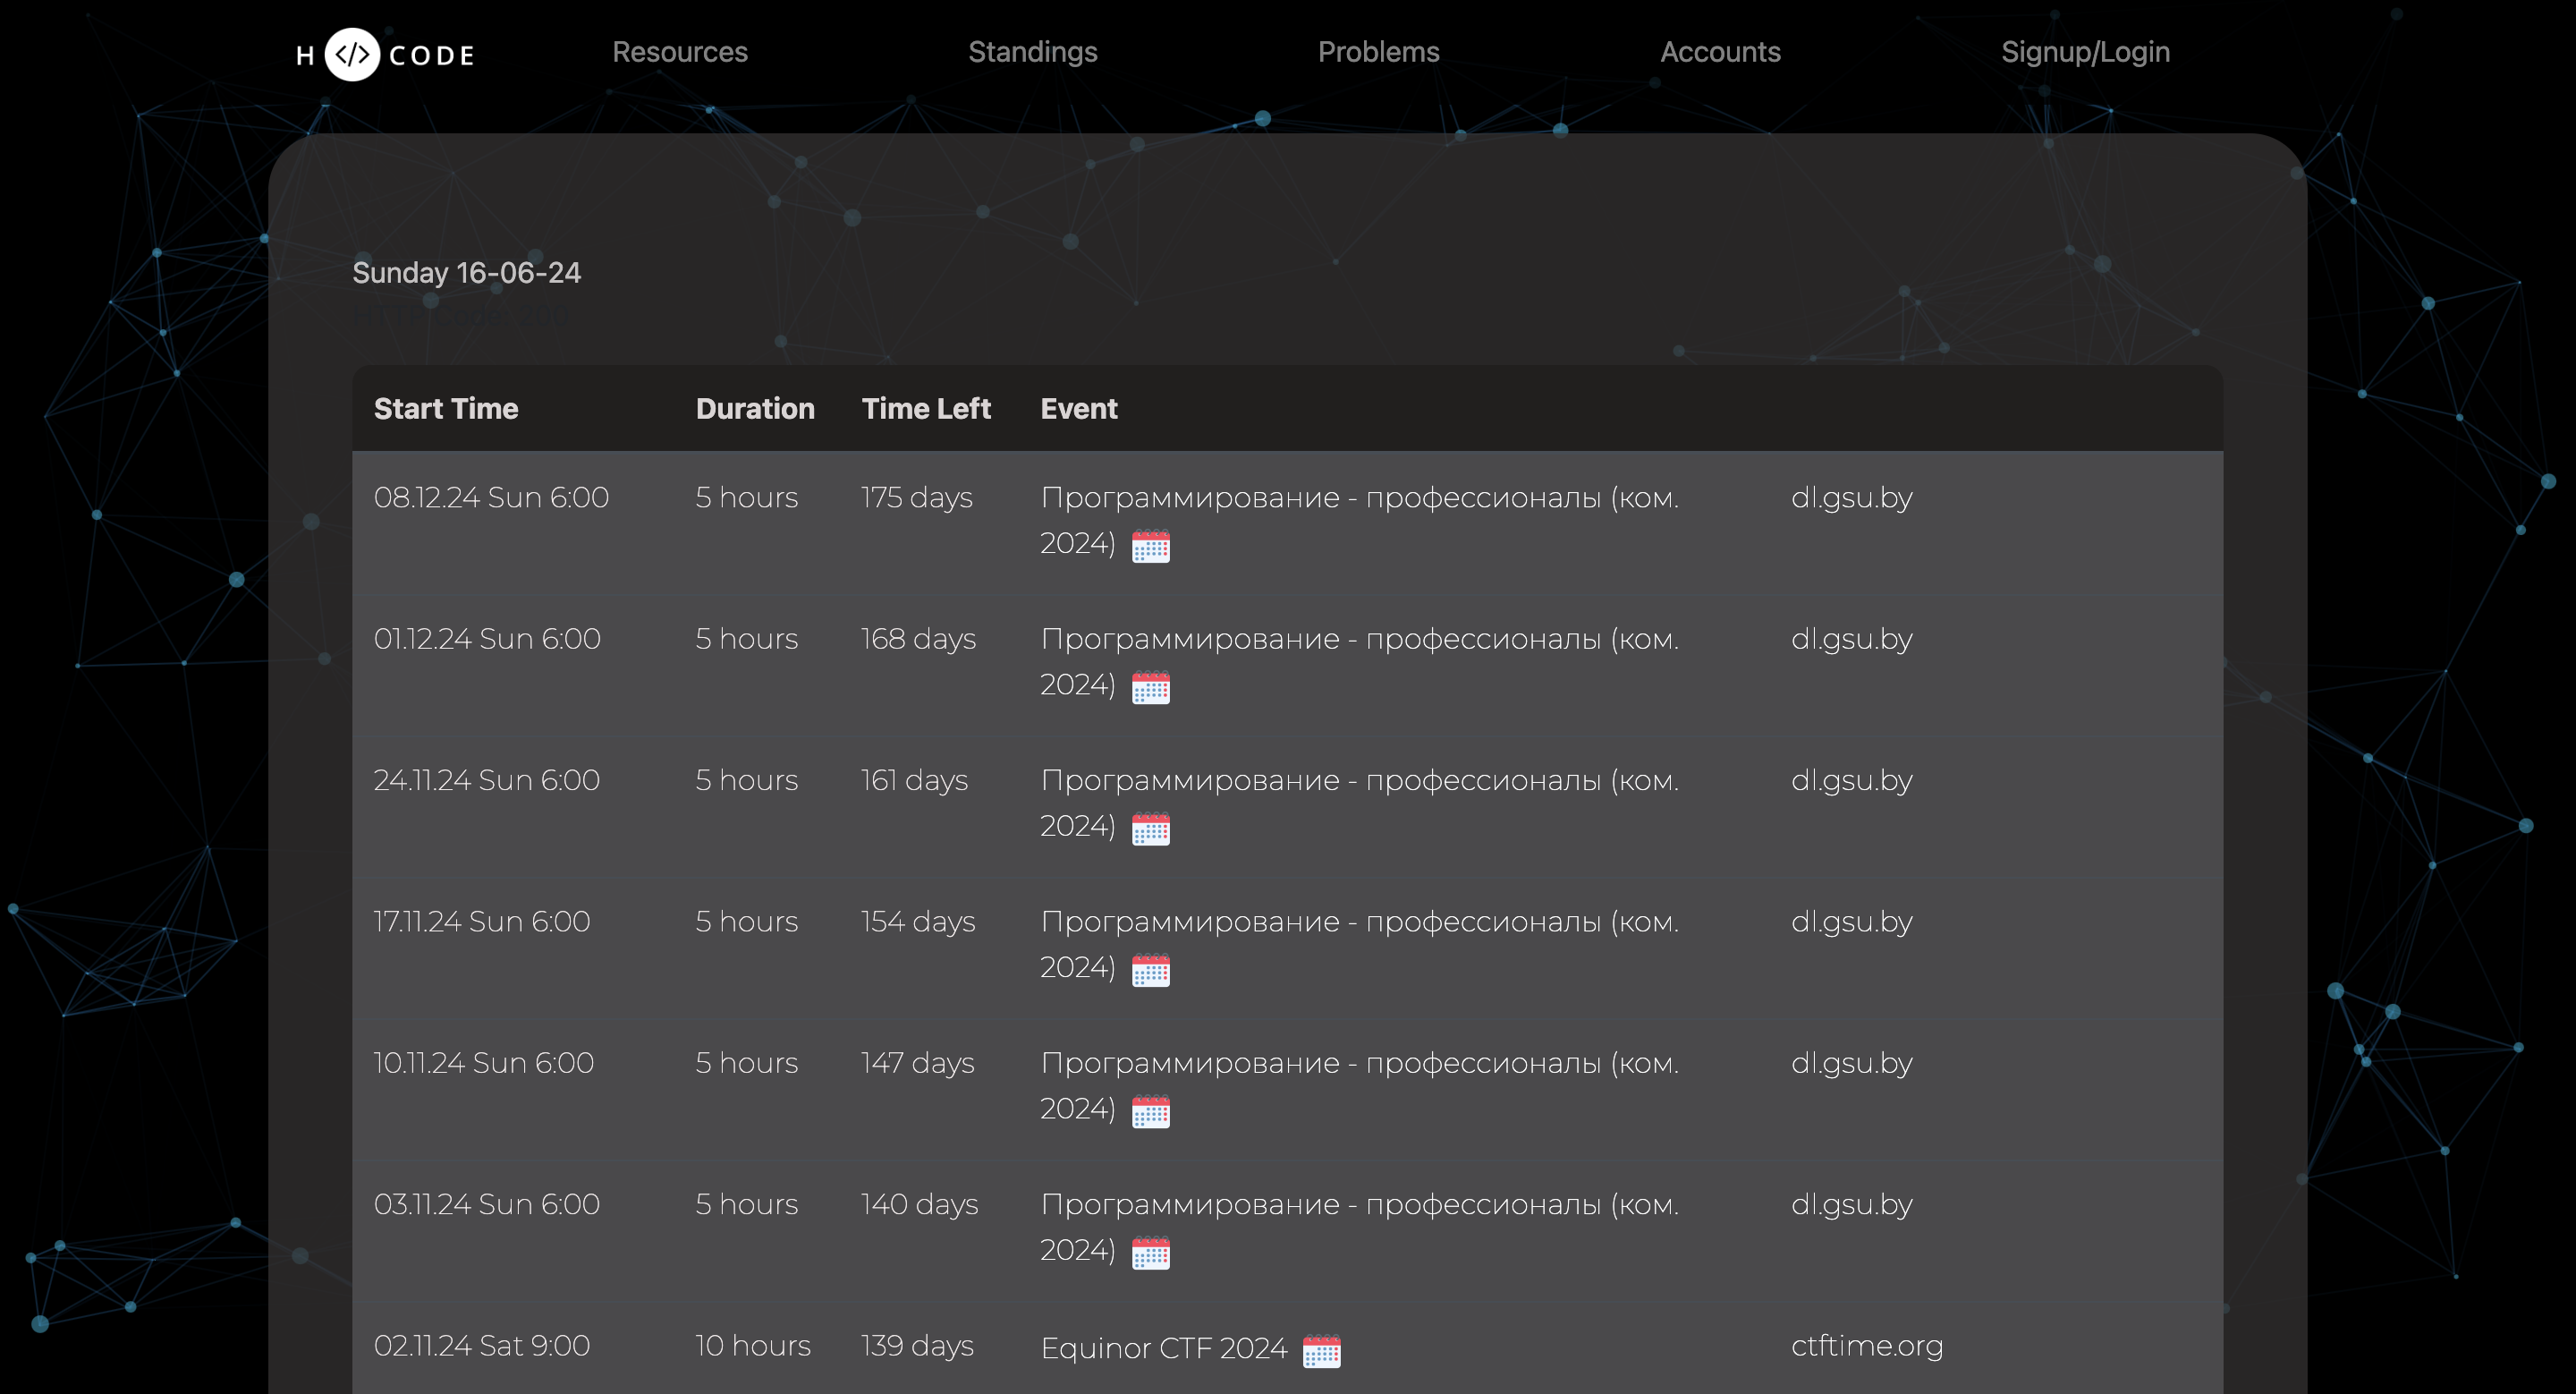 H </> CODE Resources Standings Problems Accounts Signup/Login
Sunday 16-06-24
HTTP Code: 200
Start Time Duration Time Left Event
08.12.24 Sun 6:00 5 hours 175 days Программирование - профессионалы (ком. dl.gsu.by
2024)
01.12.24 Sun 6:00 5 hours 168 days Программирование - профессионалы (ком. dl.gsu.by
2024)
24.11.24 Sun 6:00 5 hours 161 days Программирование - профессионалы (ком. dl.gsu.by
2024)
17.11.24 Sun 6:00 5 hours 154 days Программирование - профессионалы (ком. dl.gsu.by
2024)
10.11.24 Sun 6:00 5 hours 147 days Программирование - профессионалы (ком. dl.gsu.by
2024)
03.11.24 Sun 6:00 5 hours 140 days Программирование - профессионалы (ком. dl.gsu.by
2024)
02.11.24 Sat 9:00 10 hours 139 days Equinor CTF 2024 ctftime.org